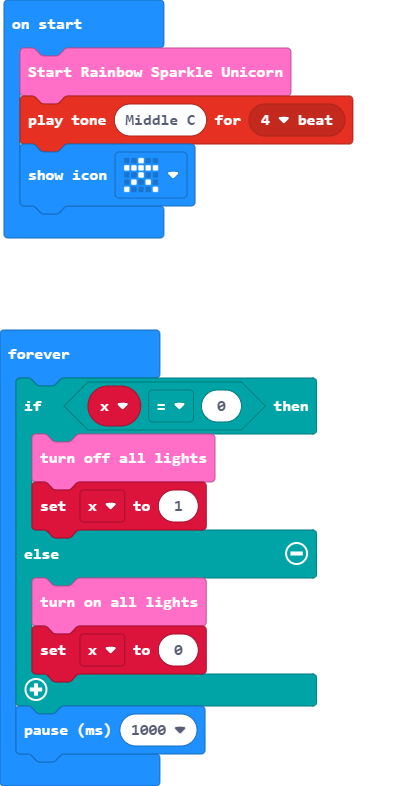 on start
Start Rainbow Sparkle Unicorn
play tone Middle C for 4 beat
show icon
forever
if x = 0 then
turn off all lights
set x to 1
else
turn on all lights
set x to 0
pause (ms) 1000